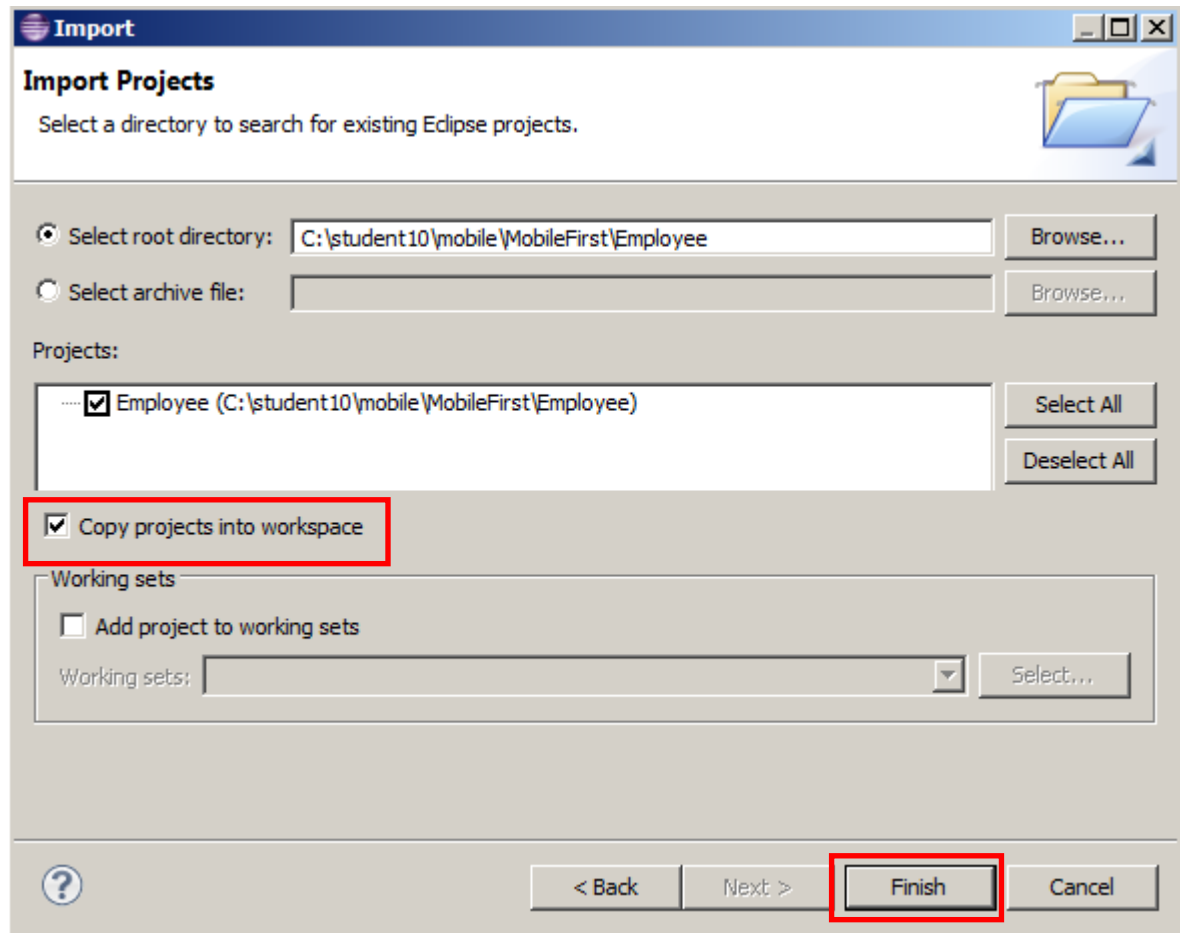 Import
Import Projects
Select a directory to search for existing Eclipse projects.
Select root directory: C:\student10\mobile\MobileFirst\Employee Browse...
Select archive file: Browse...
Projects:
Employee (C:\student10\mobile\MobileFirst\Employee) Select All
Deselect All
Copy projects into workspace
Working sets
Add project to working sets
Working sets: Select...
? < Back Next > Finish Cancel